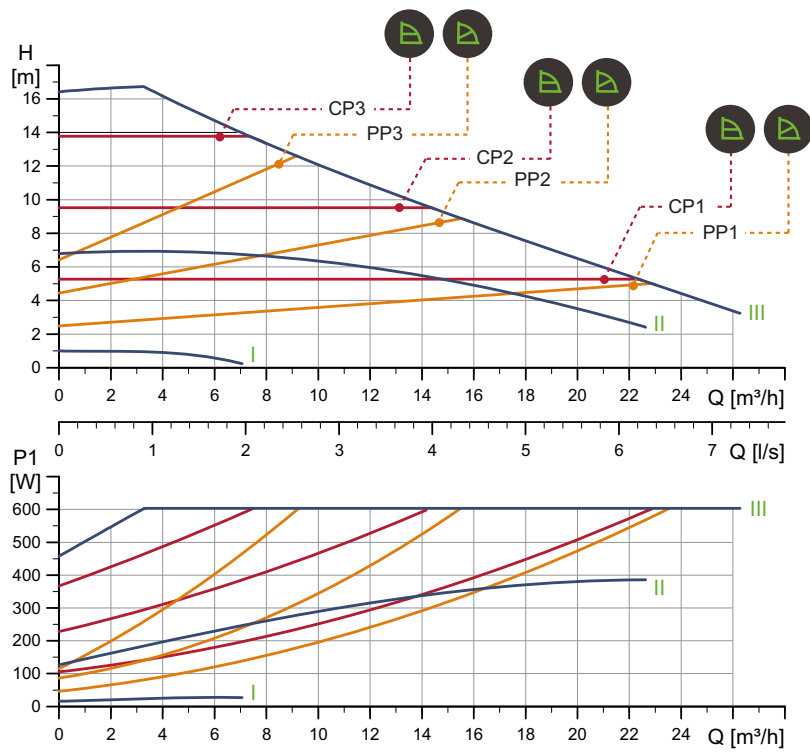 H
[m]
16
14
12
10
8
6
4
2
0
CP3
PP3
CP2
PP2
CP1
PP1
I
II
III
0 2 4 6 8 10 12 14 16 18 20 22 24 Q [m³/h]
0 1 2 3 4 5 6 7 Q [l/s]
P1
[W]
600
500
400
300
200
100
0
III
II
I
0 2 4 6 8 10 12 14 16 18 20 22 24 Q [m³/h]